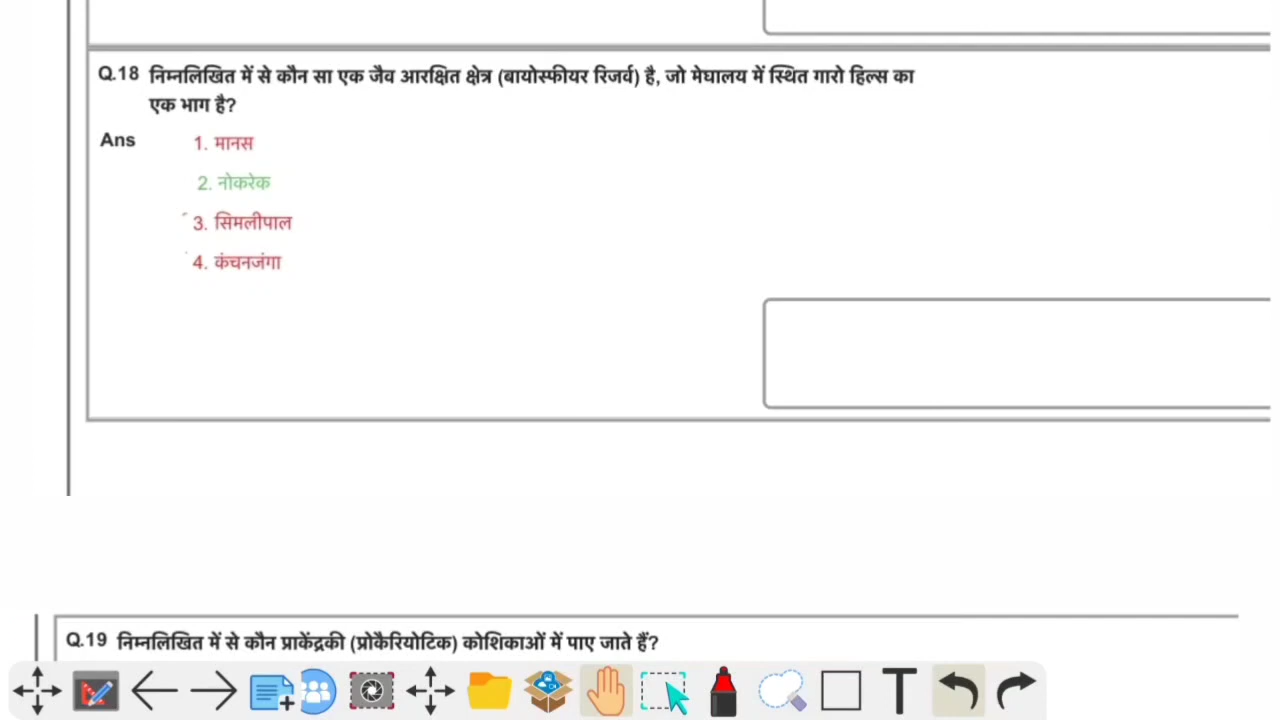 Q.18 निम्नलिखित में से कौन सा एक जैव आरक्षित क्षेत्र (बायोस्फीयर रिजर्व) है, जो मेघालय में स्थित गारो हिल्स का
एक भाग है?
Ans 1. मानस
2. नोकरेक
3. सिमलीपाल
4. कंचनजंगा
Q.19 निम्नलिखित में से कौन प्राकेंद्रकी (प्रोकैरियोटिक) कोशिकाओं में पाए जाते हैं?
T